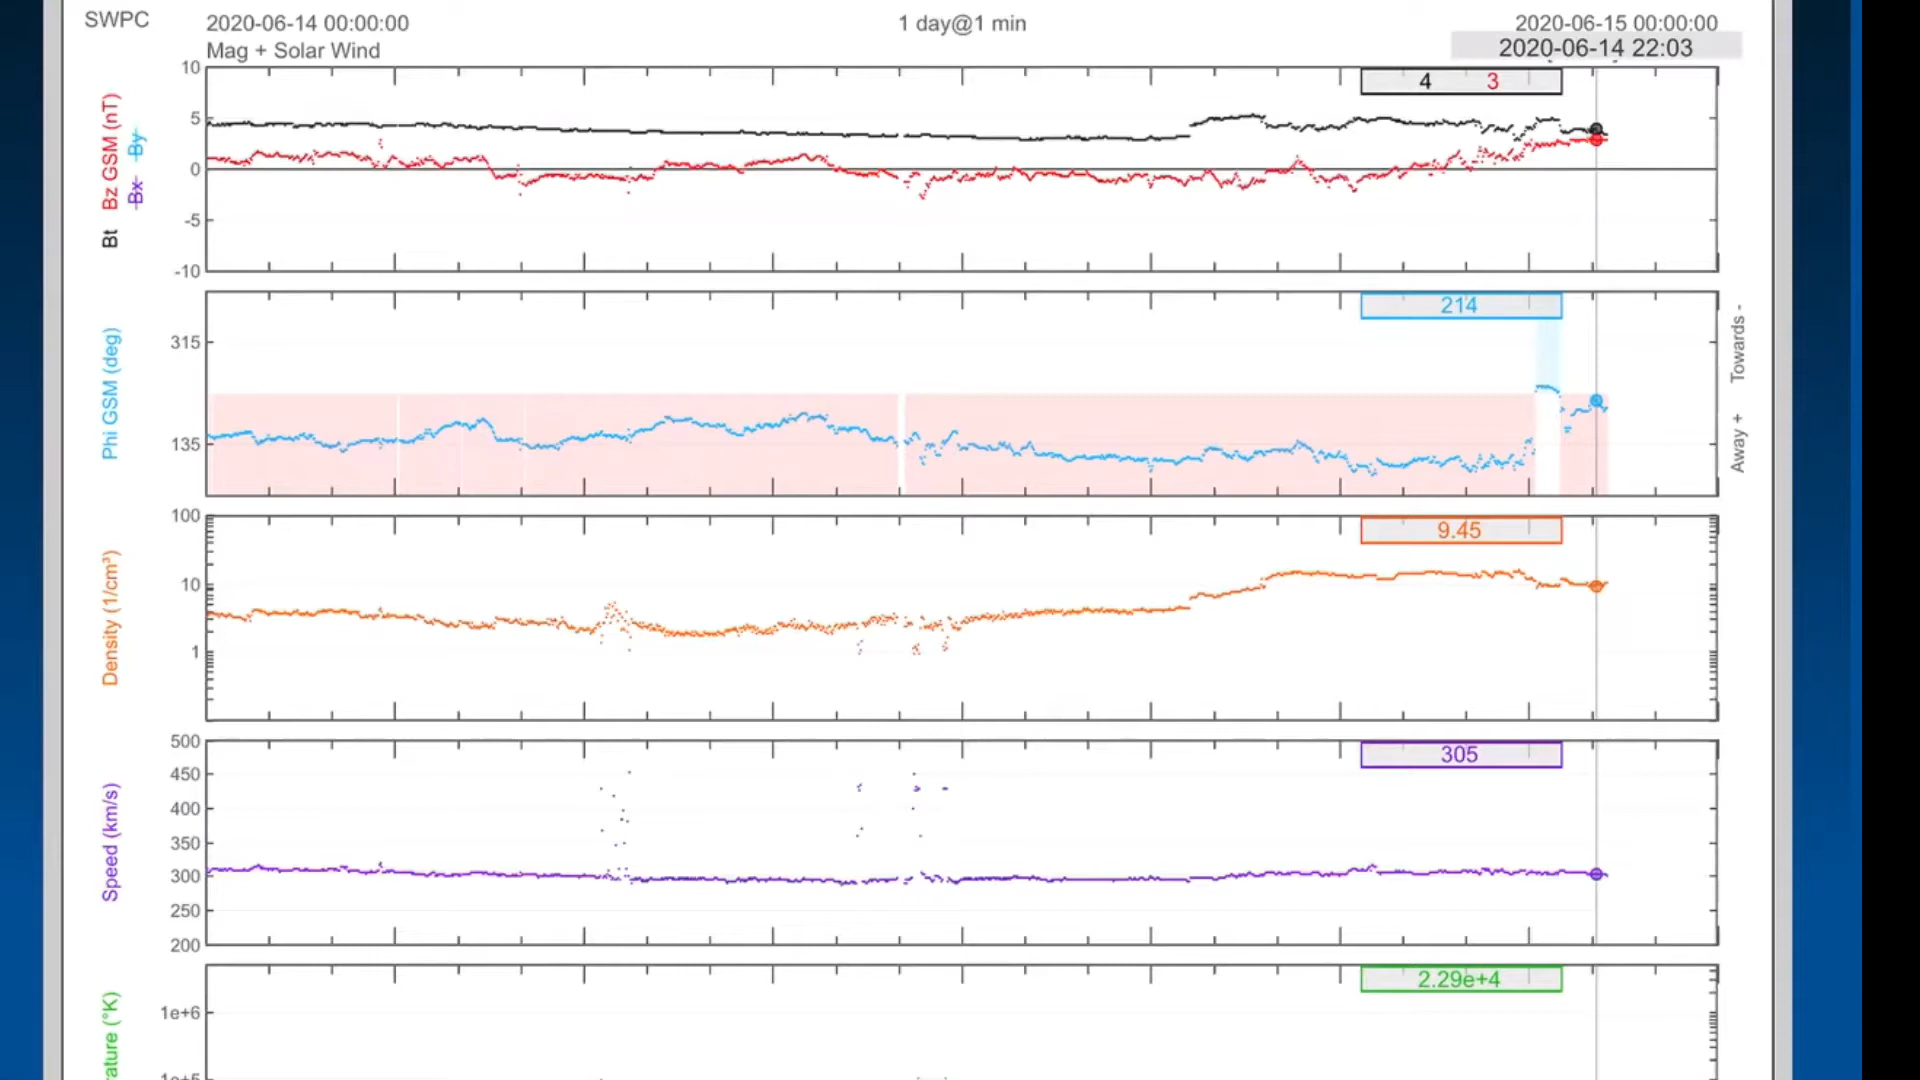 SWPC
2020-06-14 00:00:00
1 day@1 min
2020-06-15 00:00:00
Mag + Solar Wind
2020-06-14 22:03
Bt Bz GSM (nT)
Bx By
10
5
0
-5
-10
4 3
Phi GSM (deg)
315
135
214
Away + Towards -
Density (1/cm³)
100
10
1
9.45
Speed (km/s)
500
450
400
350
300
250
200
305
rature (°K)
1e+6
1e+5
2.29e+4